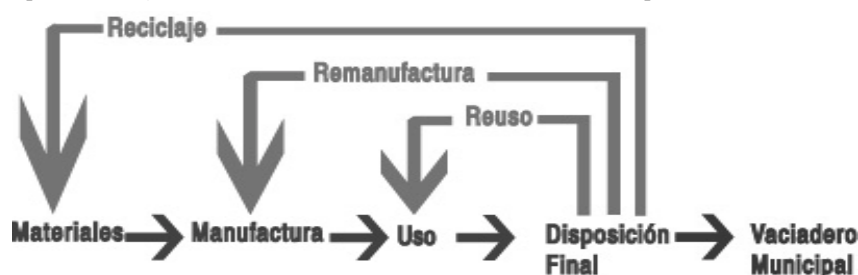 Reciclaje
Remanufactura
Reuso
Materiales Manufactura Uso Disposición Vaciadero
Final Municipal